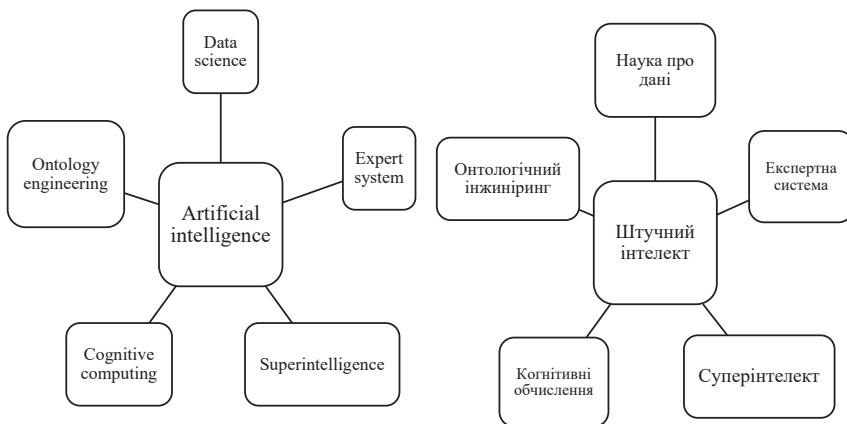 Data
science
Ontology
engineering
Expert
system
Artificial
intelligence
Cognitive
computing
Superintelligence
Наука про
дані
Онтологічний
інжиніринг
Експертна
система
Штучний
інтелект
Когнітивні
обчислення
Суперінтелект